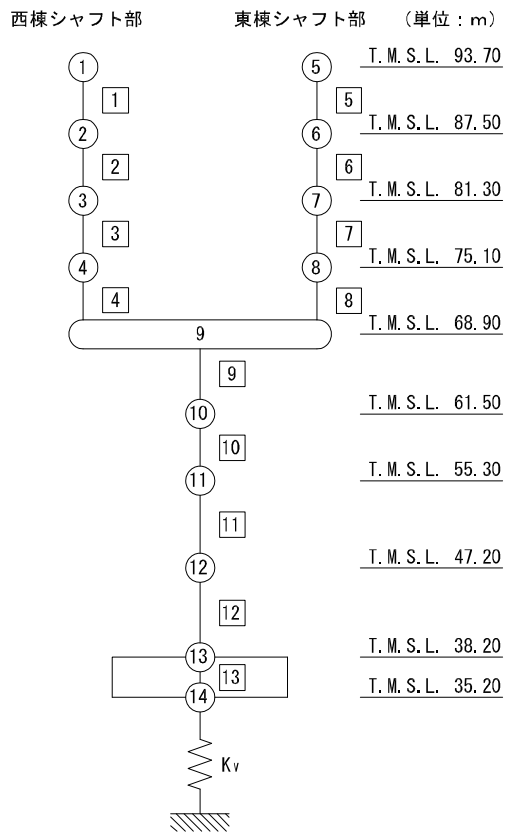 西棟シャフト部 東棟シャフト部 (単位:m)
① ⑤ T.M.S.L. 93.70
1 5
② ⑥ T.M.S.L. 87.50
2 6
③ ⑦ T.M.S.L. 81.30
3 7
④ ⑧ T.M.S.L. 75.10
4 8
9 T.M.S.L. 68.90
9
⑩ T.M.S.L. 61.50
10
⑪ T.M.S.L. 55.30
11
⑫ T.M.S.L. 47.20
12
⑬ T.M.S.L. 38.20
13
⑭ T.M.S.L. 35.20
Kv